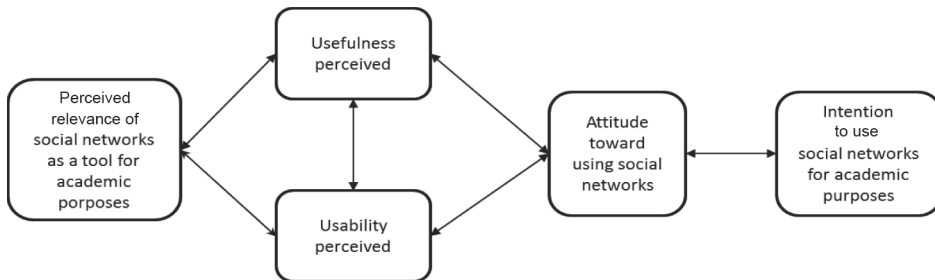 Perceived
relevance of
social networks
as a tool for
academic
porposes
Usefulness
perceived
Usability
perceived
Attitude
toward
using social
networks
Intention
to use
social networks
for academic
purposes